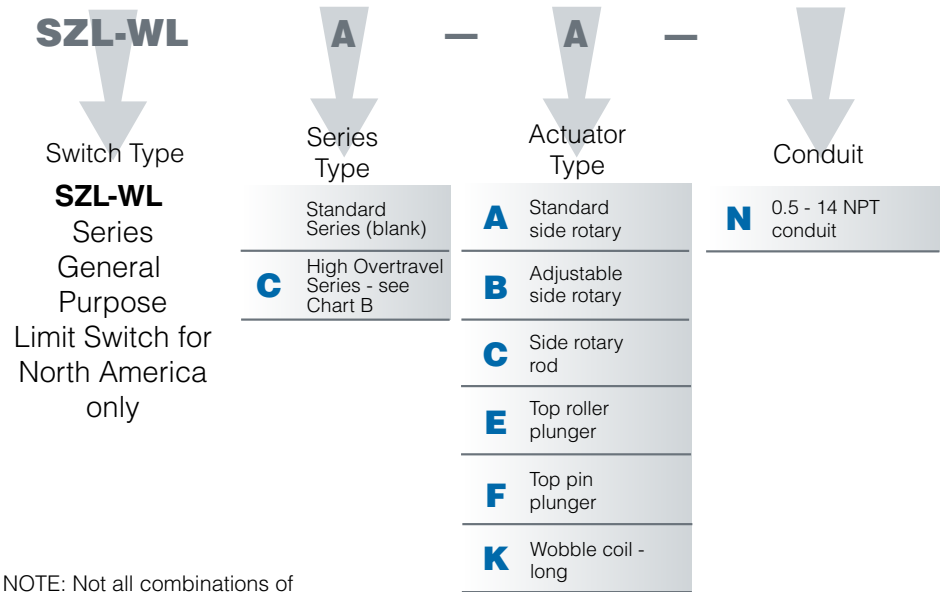 SZL-WL A — A —
Switch Type
SZL-WL
Series
General
Purpose
Limit Switch for
North America
only
Series
Type
Standard
Series (blank)
C High Overtravel
Series - see
Chart B
Actuator
Type
A Standard
side rotary
B Adjustable
side rotary
C Side rotary
rod
E Top roller
plunger
F Top pin
plunger
K Wobble coil -
long
Conduit
N 0.5 - 14 NPT
conduit
NOTE: Not all combinations of